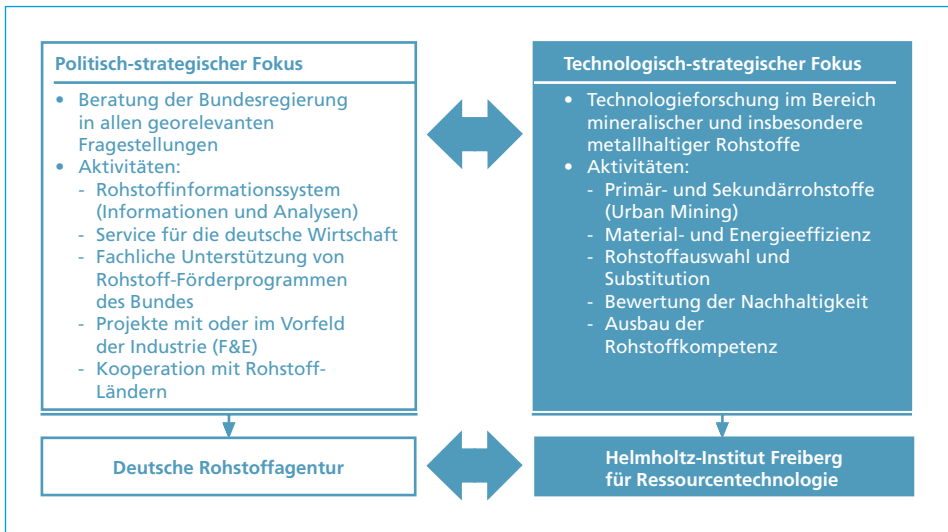 Politisch-strategischer Fokus
• Beratung der Bundesregierung
in allen georelevanten
Fragestellungen
• Aktivitäten:
- Rohstoffinformationssystem
(Informationen und Analysen)
- Service für die deutsche Wirtschaft
- Fachliche Unterstützung von
Rohstoff-Förderprogrammen
des Bundes
- Projekte mit oder im Vorfeld
der Industrie (F&E)
- Kooperation mit Rohstoff-
Ländern
Technologisch-strategischer Fokus
• Technologieforschung im Bereich
mineralischer und insbesondere
metallhaltiger Rohstoffe
• Aktivitäten:
- Primär- und Sekundärrohstoffe
(Urban Mining)
- Material- und Energieeffizienz
- Rohstoffauswahl und
Substitution
- Bewertung der Nachhaltigkeit
- Ausbau der
Rohstoffkompetenz
Deutsche Rohstoffagentur
Helmholtz-Institut Freiberg
für Ressourcentechnologie